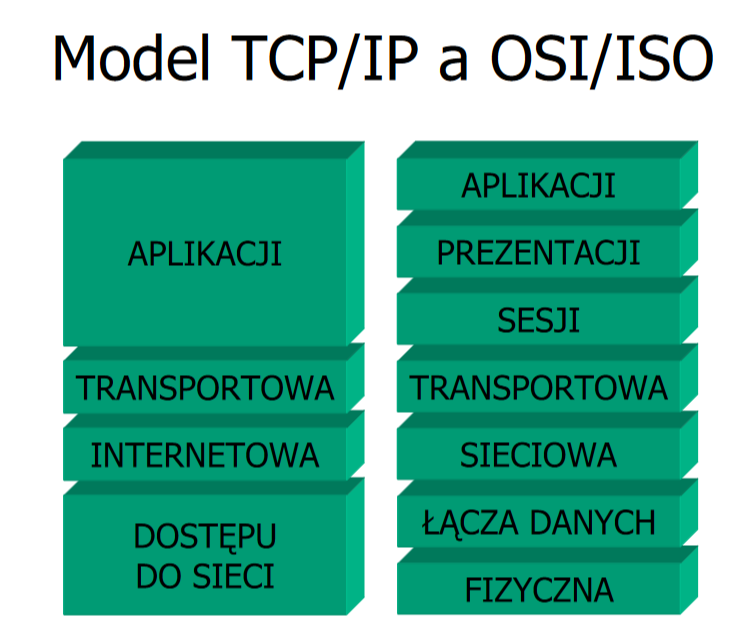 Model TCP/IP a OSI/ISO
APLIKACJI
TRANSPORTOWA
INTERNETOWA
DOSTĘPU
DO SIECI
APLIKACJI
PREZENTACJI
SESJI
TRANSPORTOWA
SIECIOWA
ŁĄCZA DANYCH
FIZYCZNA